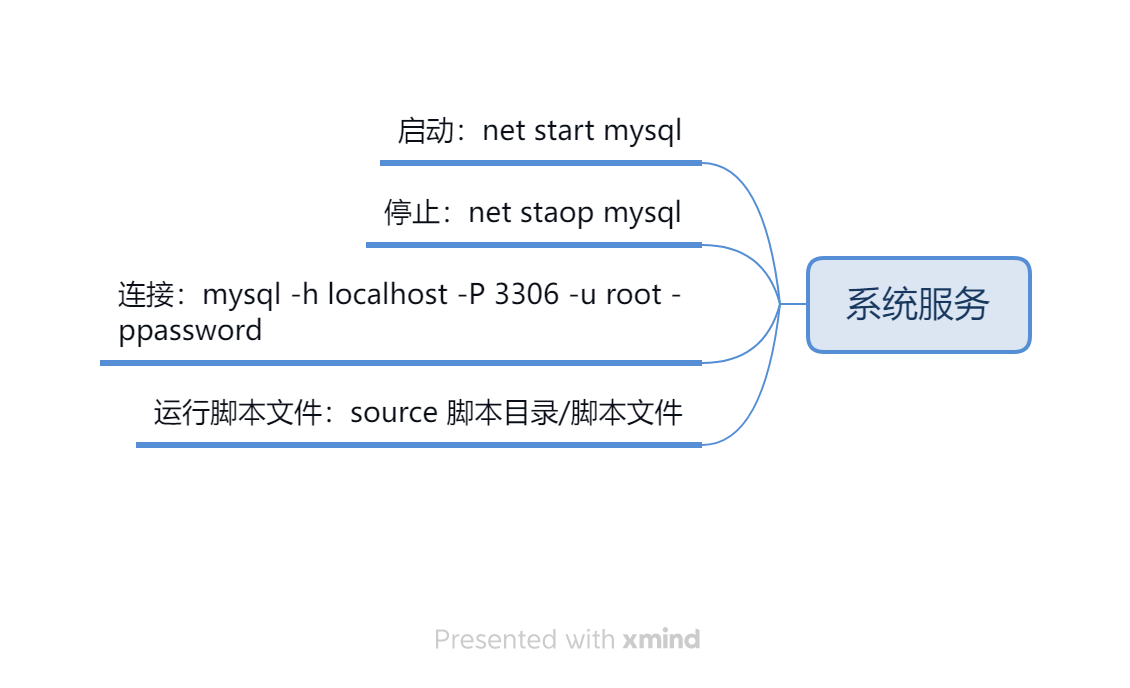 启动：net start mysql
停止：net staop mysql
连接：mysql -h localhost -P 3306 -u root -
ppassword
运行脚本文件：source 脚本目录/脚本文件
系统服务
Presented with xmind